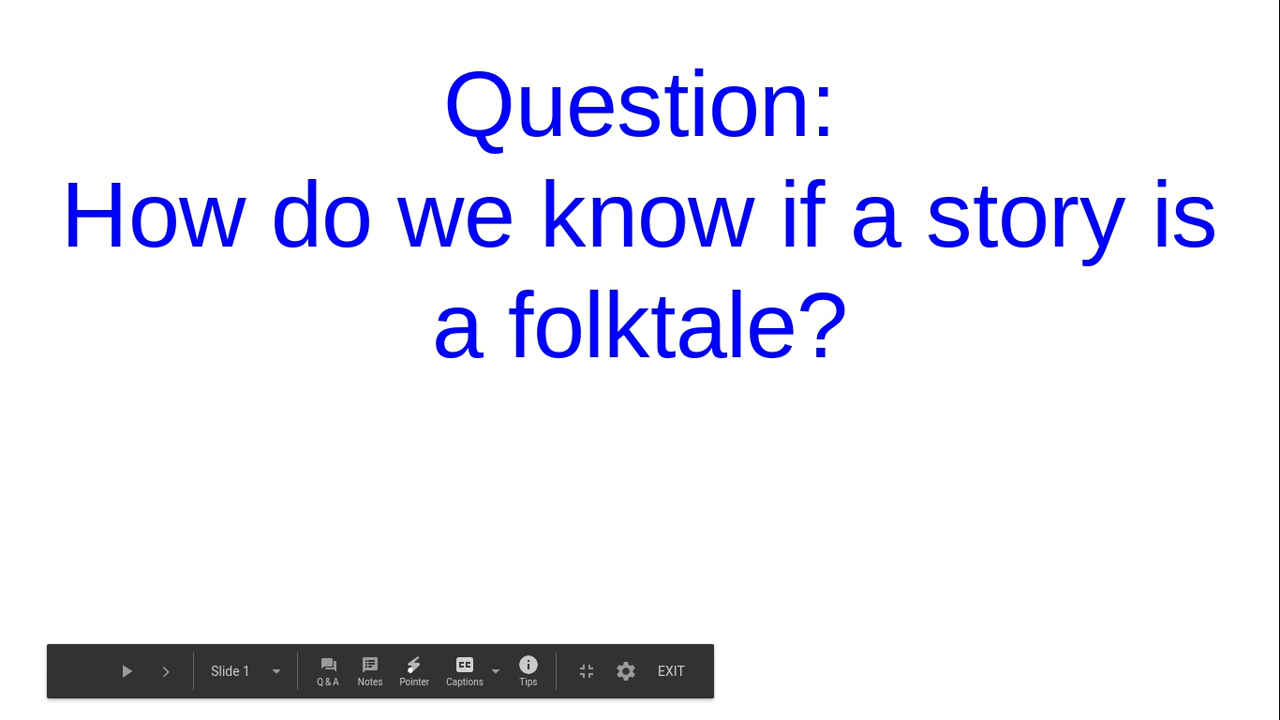 Question:
How do we know if a story is
a folktale?
Slide 1
Q & A Notes Pointer Captions Tips EXIT